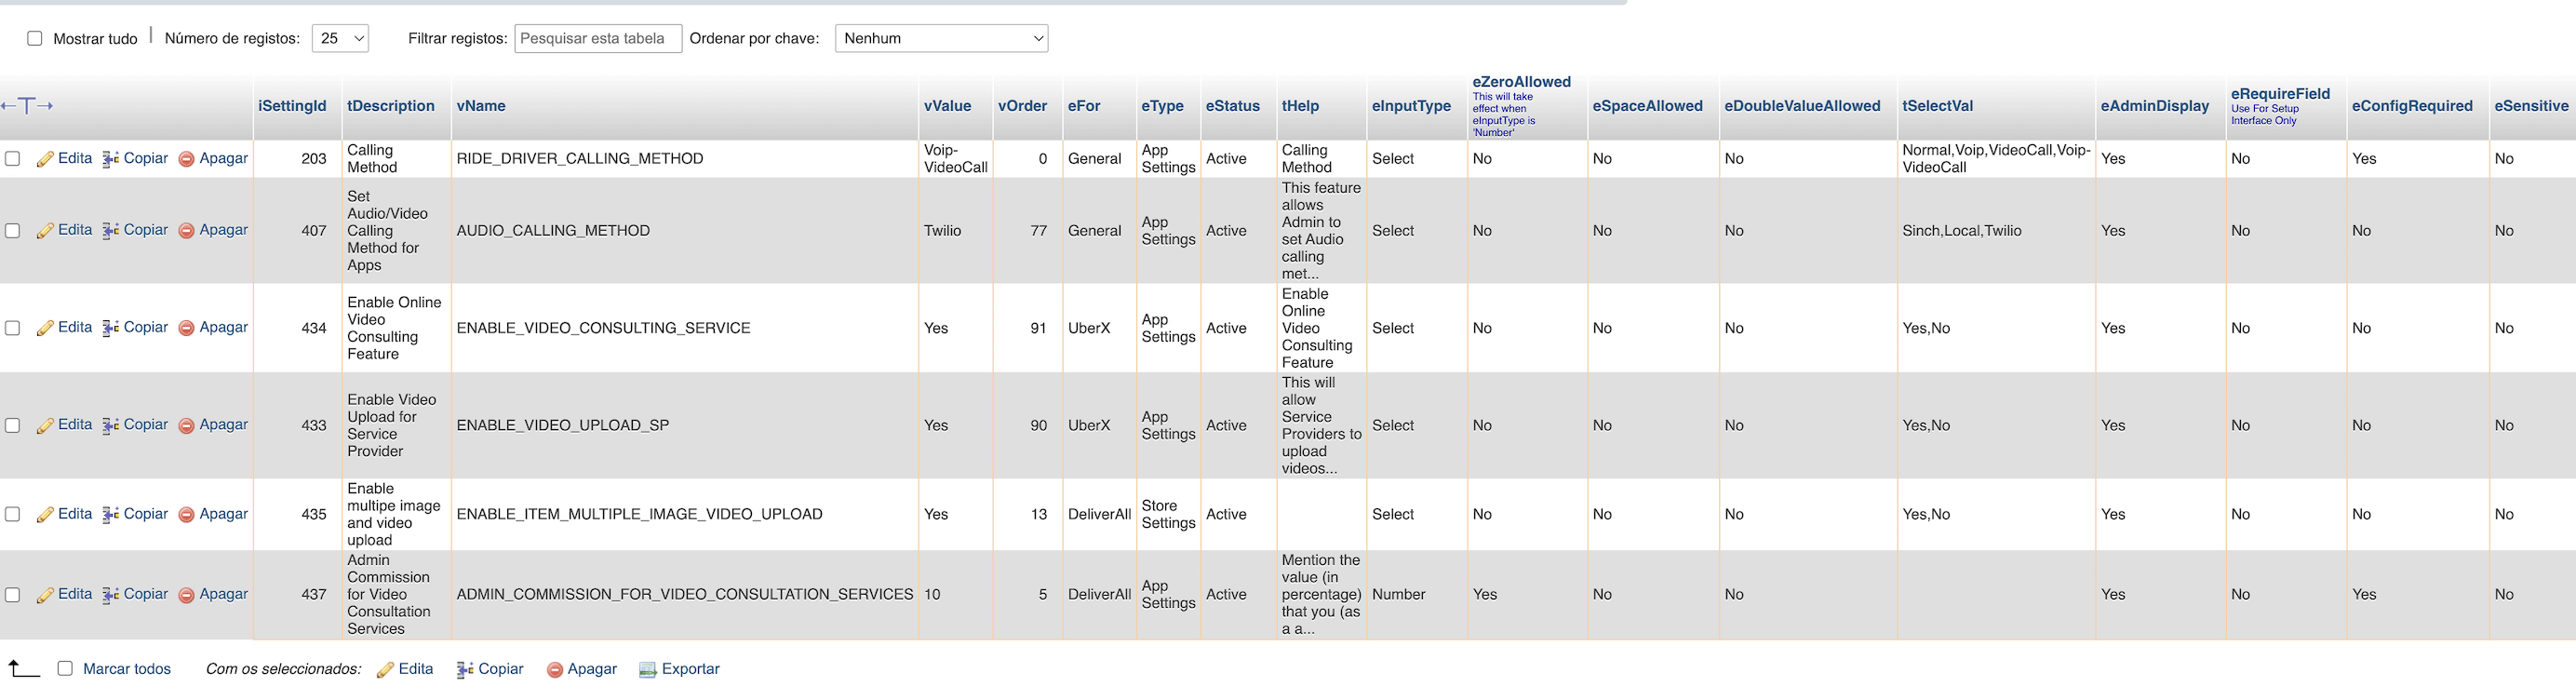 Mostrar tudo | Número de registos: 25 Filtrar registos: Pesquisar esta tabela Ordenar por chave: Nenhum
←T→ iSettingId tDescription vName vValue vOrder eFor eType eStatus tHelp eInputType eZeroAllowed This will take effect when eInputType is 'Number' eSpaceAllowed eDoubleValueAllowed tSelectVal eAdminDisplay eRequireField Use For Setup Interface Only eConfigRequired eSensitive
Edita Copiar Apagar 203 Calling Method RIDE_DRIVER_CALLING_METHOD Voip-VideoCall 0 General App Settings Active Calling Method Select No No No Normal,Voip,VideoCall,Voip-VideoCall Yes No Yes No
Edita Copiar Apagar 407 Set Audio/Video Calling Method for Apps AUDIO_CALLING_METHOD Twilio 77 General App Settings Active This feature allows Admin to set Audio calling met... Select No No No Sinch,Local,Twilio Yes No No No
Edita Copiar Apagar 434 Enable Online Video Consulting Feature ENABLE_VIDEO_CONSULTING_SERVICE Yes 91 UberX App Settings Active Enable Online Video Consulting Feature Select No No No Yes,No Yes No No No
Edita Copiar Apagar 433 Enable Video Upload for Service Provider ENABLE_VIDEO_UPLOAD_SP Yes 90 UberX App Settings Active This will allow Service Providers to upload videos... Select No No No Yes,No Yes No No No
Edita Copiar Apagar 435 Enable multipe image and video upload ENABLE_ITEM_MULTIPLE_IMAGE_VIDEO_UPLOAD Yes 13 DeliverAll Store Settings Active Select No No No Yes,No Yes No No No
Edita Copiar Apagar 437 Admin Commission for Video Consultation Services ADMIN_COMMISSION_FOR_VIDEO_CONSULTATION_SERVICES 10 5 DeliverAll App Settings Active Mention the value (in percentage) that you (as a a... Number Yes No No Yes No Yes No
Marcar todos Com os seleccionados: Edita Copiar Apagar Exportar